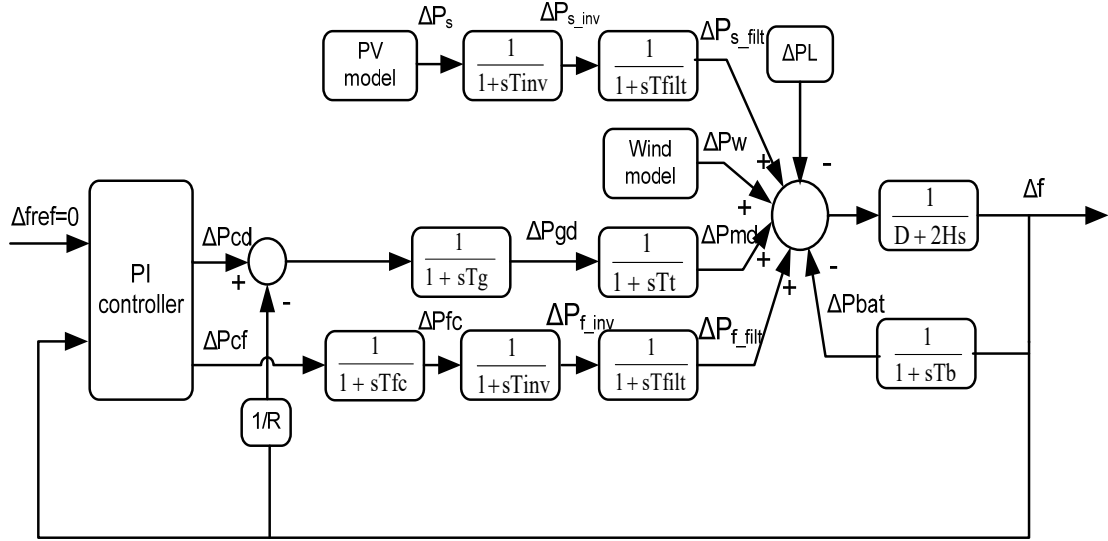 ΔPs
ΔPs_inv
ΔPs_filt
PV
model
1
1+sTinv
1
1+sTfilt
ΔPL
Wind
model
ΔPw
+
-
+
Δfref=0
PI
controller
ΔPcd
+
-
1
1 + sTg
ΔPgd
1
1 + sTt
ΔPmd
+
+
-
1
D + 2Hs
Δf
ΔPcf
1
1 + sTfc
ΔPfc
1
1+sTinv
ΔPf_inv
1
1+sTfilt
ΔPf_filt
ΔPbat
1
1 + sTb
1/R